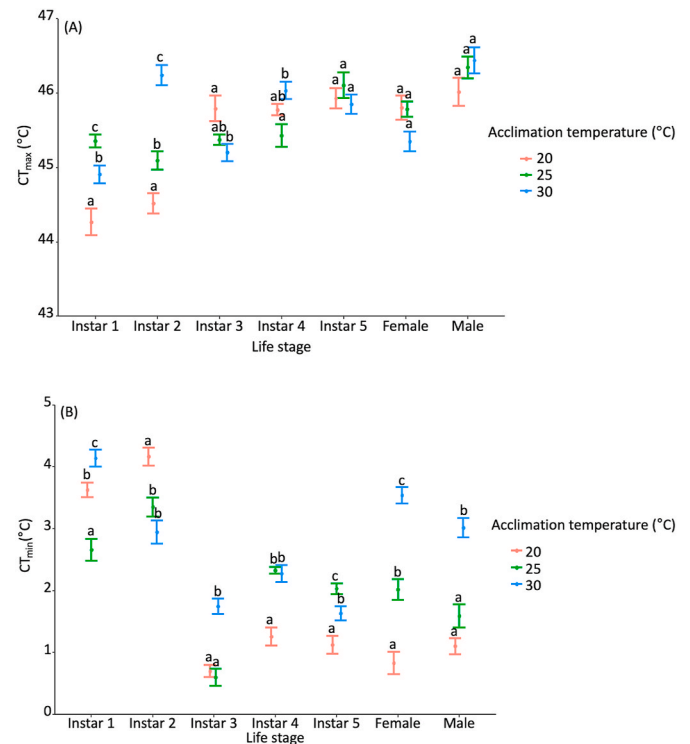 47
(A)
46
45
44
43
CTmax (°C)
c
b
a
c
b
a
a
ab
b
b
ab
a
a
a
a
a
a
a
a
a
a
Instar 1 Instar 2 Instar 3 Instar 4 Instar 5 Female Male
Life stage
Acclimation temperature (°C)
20
25
30
5
(B)
4
3
2
1
0
CTmin(°C)
c
b
a
a
b
b
b
a
a
b
b
a
c
b
a
c
b
a
b
a
a
Instar 1 Instar 2 Instar 3 Instar 4 Instar 5 Female Male
Life stage
Acclimation temperature (°C)
20
25
30